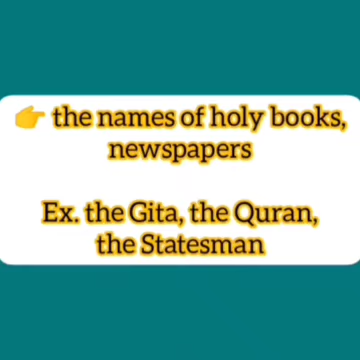 👉 the names of holy books,
newspapers
Ex. the Gita, the Quran,
the Statesman